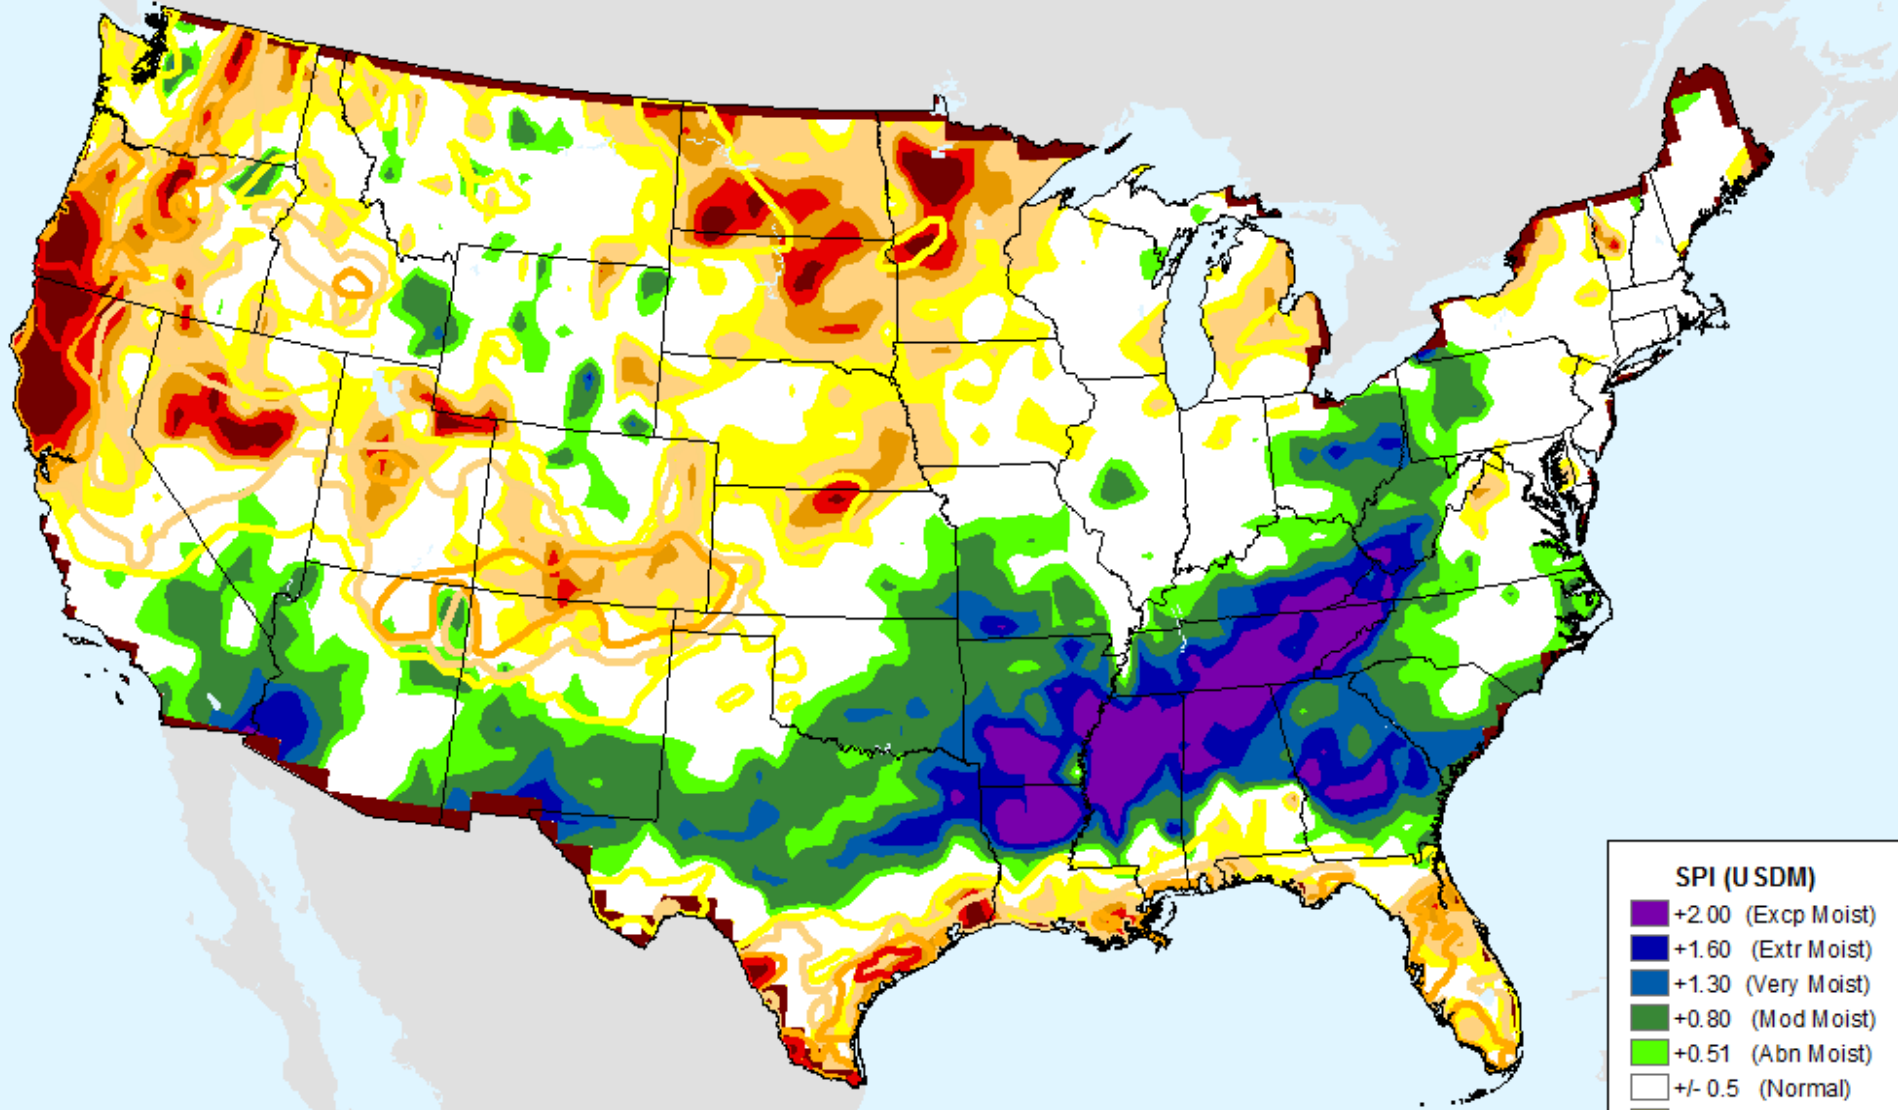 SPI (USDM)
+2.00 (Excp Moist)
+1.60 (Extr Moist)
+1.30 (Very Moist)
+0.80 (Mod Moist)
+0.51 (Abn Moist)
+/- 0.5 (Normal)